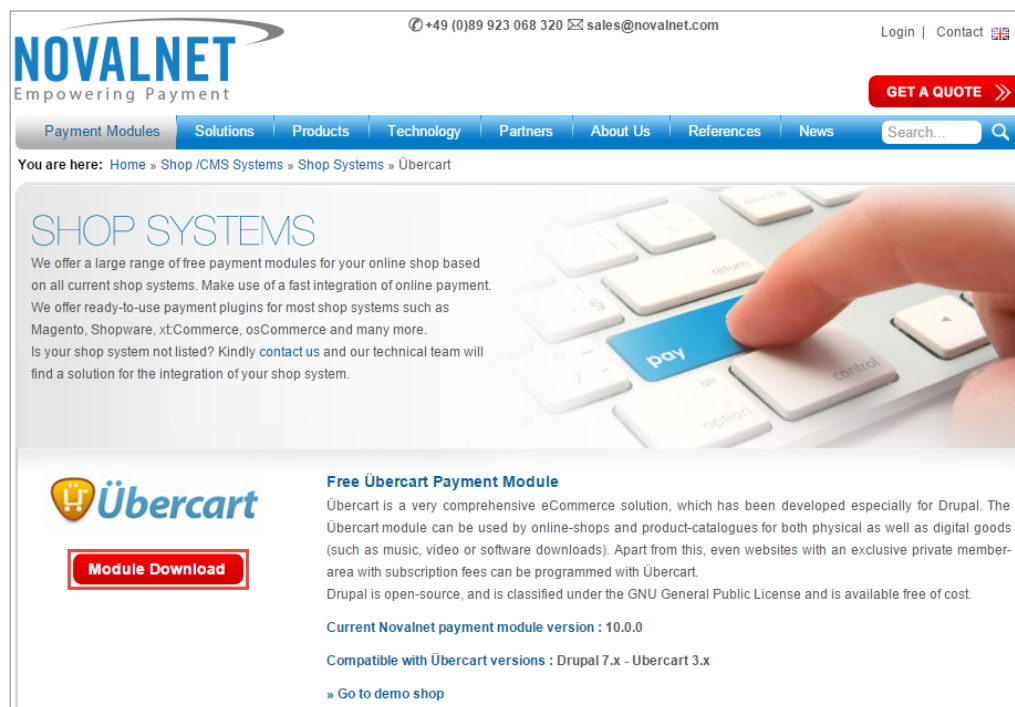 ✆ +49 (0)89 923 068 320 ✉ sales@novalnet.com
Login | Contact
NOVALNET
Empowering Payment
GET A QUOTE
Payment Modules Solutions Products Technology Partners About Us References News Search...
You are here: Home » Shop /CMS Systems » Shop Systems » Übercart
SHOP SYSTEMS
We offer a large range of free payment modules for your online shop based
on all current shop systems. Make use of a fast integration of online payment.
We offer ready-to-use payment plugins for most shop systems such as
Magento, Shopware, xt:Commerce, osCommerce and many more.
Is your shop system not listed? Kindly contact us and our technical team will
find a solution for the integration of your shop system.
return
§
pay
alt
control
option
Übercart
Module Download
Free Übercart Payment Module
Übercart is a very comprehensive eCommerce solution, which has been developed especially for Drupal. The
Übercart module can be used by online-shops and product-catalogues for both physical as well as digital goods
(such as music, video or software downloads). Apart from this, even websites with an exclusive private member-
area with subscription fees can be programmed with Übercart.
Drupal is open-source, and is classified under the GNU General Public License and is available free of cost.
Current Novalnet payment module version : 10.0.0
Compatible with Übercart versions : Drupal 7.x - Ubercart 3.x
» Go to demo shop